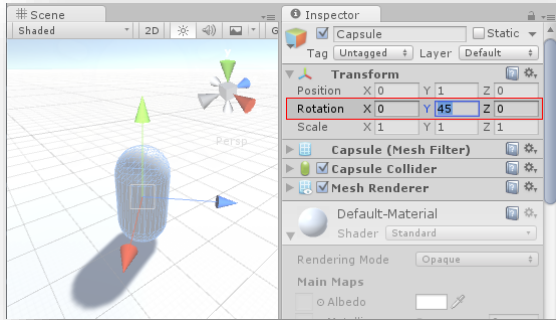 # Scene
Shaded
2D
G
Y
Persp
Inspector
Capsule
Static
Tag Untagged Layer Default
Transform
Position X 0 Y 1 Z 0
Rotation X 0 Y 45 Z 0
Scale X 1 Y 1 Z 1
Capsule (Mesh Filter)
Capsule Collider
Mesh Renderer
Default-Material
Shader Standard
Rendering Mode Opaque
Main Maps
Albedo